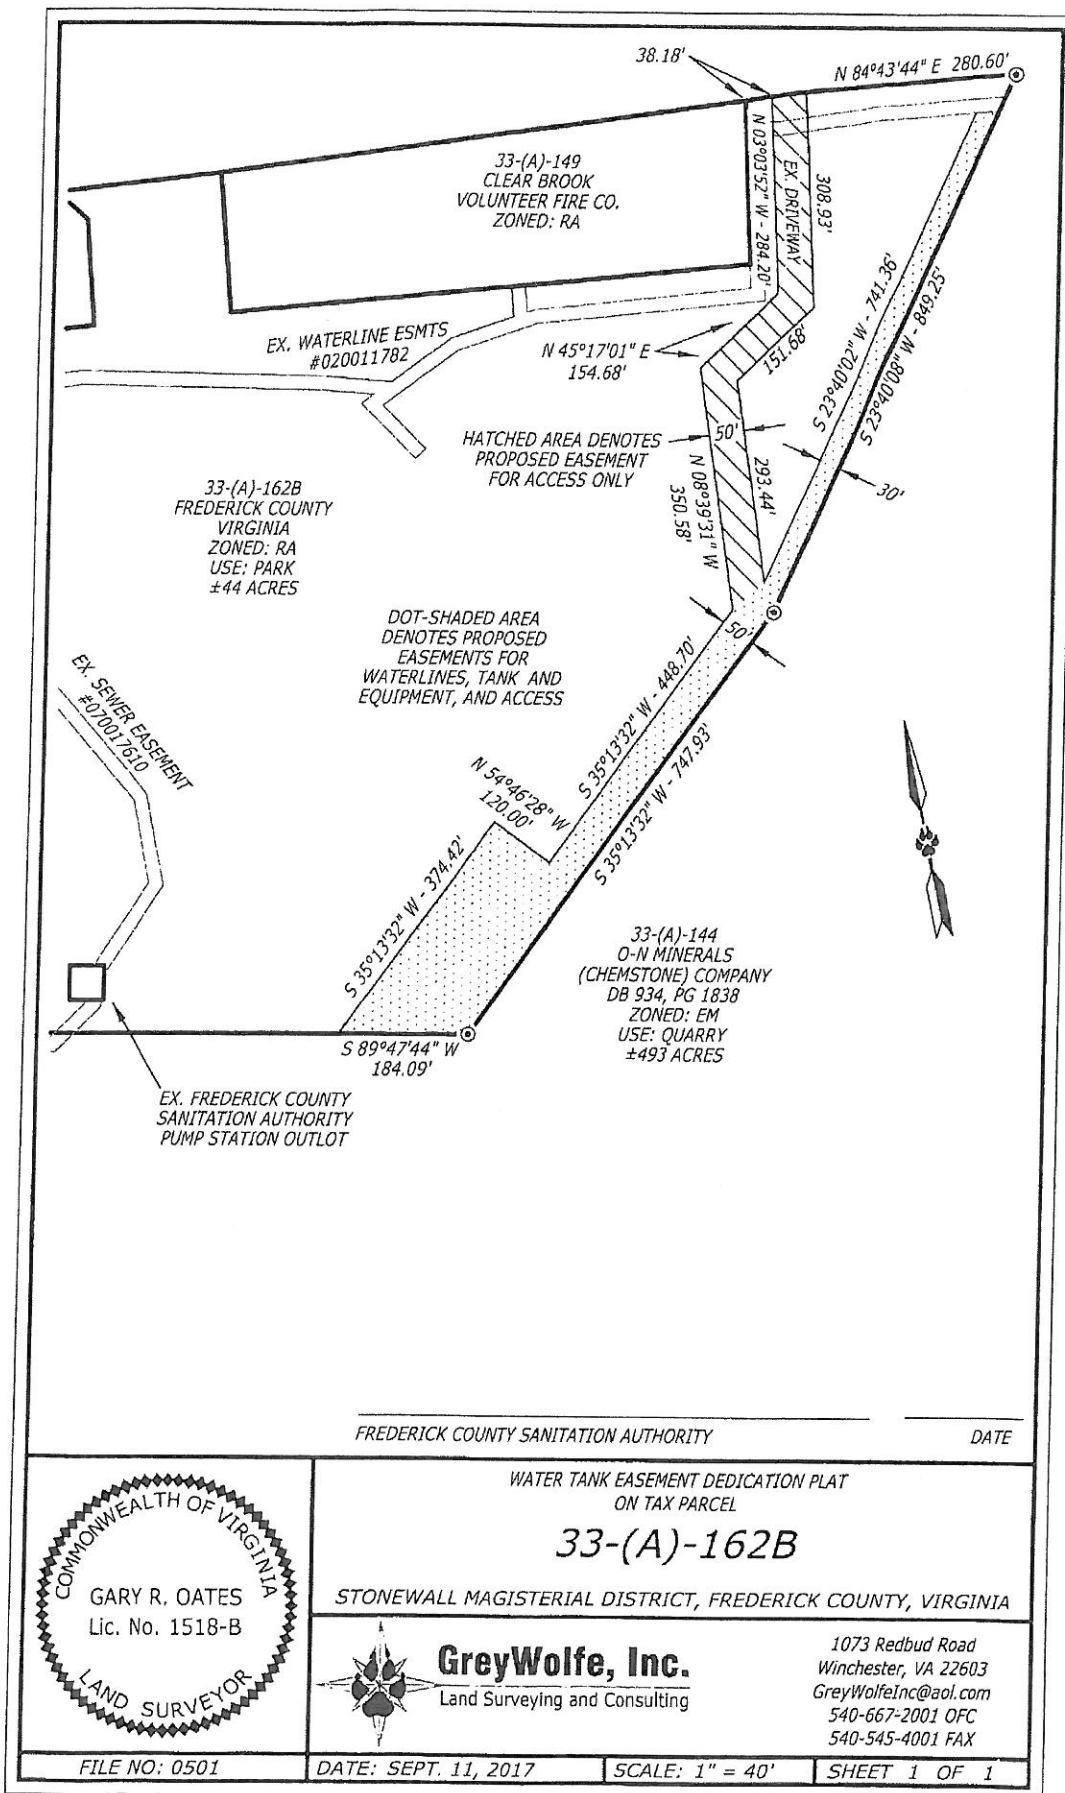 38.18'
N 84°43'44" E 280.60'
33-(A)-149
CLEAR BROOK
VOLUNTEER FIRE CO.
ZONED: RA
N 03°03'52" W - 284.20'
EX. DRIVEWAY
308.93'
EX. WATERLINE ESMTS
#020011782
N 45°17'01" E
154.68'
151.68'
S 23°40'02" W - 741.36'
S 23°40'08" W - 849.25'
HATCHED AREA DENOTES
PROPOSED EASEMENT
FOR ACCESS ONLY
50'
N 08°39'31" W
350.58'
293.44'
30'
33-(A)-162B
FREDERICK COUNTY
VIRGINIA
ZONED: RA
USE: PARK
±44 ACRES
DOT-SHADED AREA
DENOTES PROPOSED
EASEMENTS FOR
WATERLINES, TANK AND
EQUIPMENT, AND ACCESS
50'
EX. SEWER EASEMENT
#070017610
S 35°13'32" W - 448.70'
S 35°13'32" W - 747.93'
N 54°46'28" W
120.00'
S 35°13'32" W - 374.42'
33-(A)-144
O-N MINERALS
(CHEMSTONE) COMPANY
DB 934, PG 1838
ZONED: EM
USE: QUARRY
±493 ACRES
S 89°47'44" W
184.09'
EX. FREDERICK COUNTY
SANITATION AUTHORITY
PUMP STATION OUTLOT
FREDERICK COUNTY SANITATION AUTHORITY
DATE
COMMONWEALTH OF VIRGINIA
GARY R. OATES
Lic. No. 1518-B
LAND SURVEYOR
WATER TANK EASEMENT DEDICATION PLAT
ON TAX PARCEL
33-(A)-162B
STONEWALL MAGISTERIAL DISTRICT, FREDERICK COUNTY, VIRGINIA
GreyWolfe, Inc.
Land Surveying and Consulting
1073 Redbud Road
Winchester, VA 22603
GreyWolfeInc@aol.com
540-667-2001 OFC
540-545-4001 FAX
FILE NO: 0501
DATE: SEPT. 11, 2017
SCALE: 1" = 40'
SHEET 1 OF 1